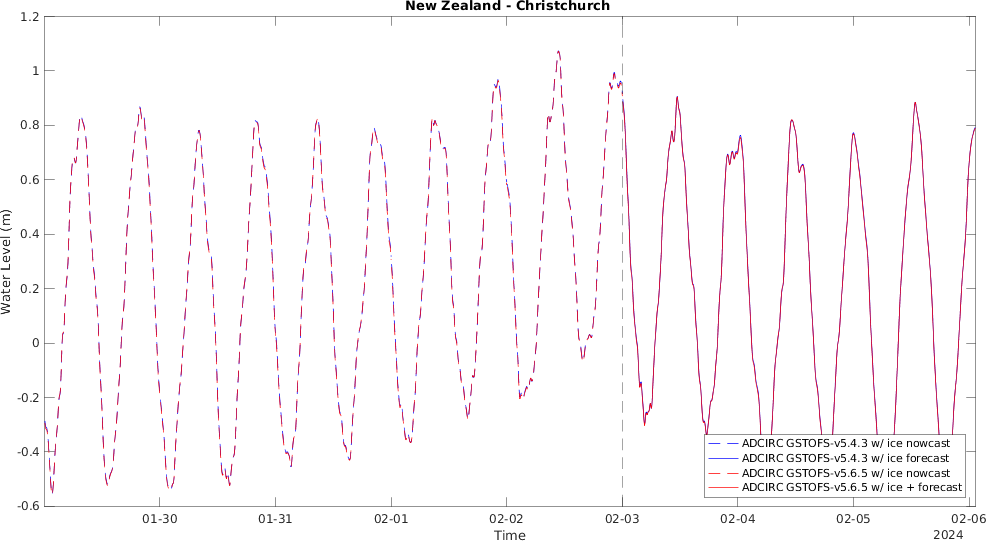 New Zealand - Christchurch
1.2
1
0.8
0.6
0.4
0.2
0
-0.2
-0.4
-0.6
Water Level (m)
01-30 01-31 02-01 02-02 02-03 02-04 02-05 02-06
Time
2024
ADCIRC GSTOFS-v5.4.3 w/ ice nowcast
ADCIRC GSTOFS-v5.4.3 w/ ice forecast
ADCIRC GSTOFS-v5.6.5 w/ ice nowcast
ADCIRC GSTOFS-v5.6.5 w/ ice + forecast